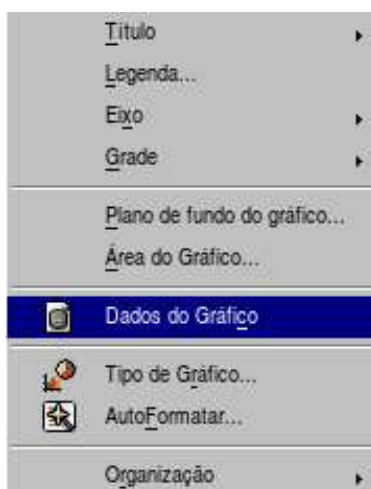 Título
Legenda...
Eixo
Grade
Plano de fundo do gráfico...
Área do Gráfico...
Dados do Gráfico
Tipo de Gráfico...
AutoFormatar...
Organização